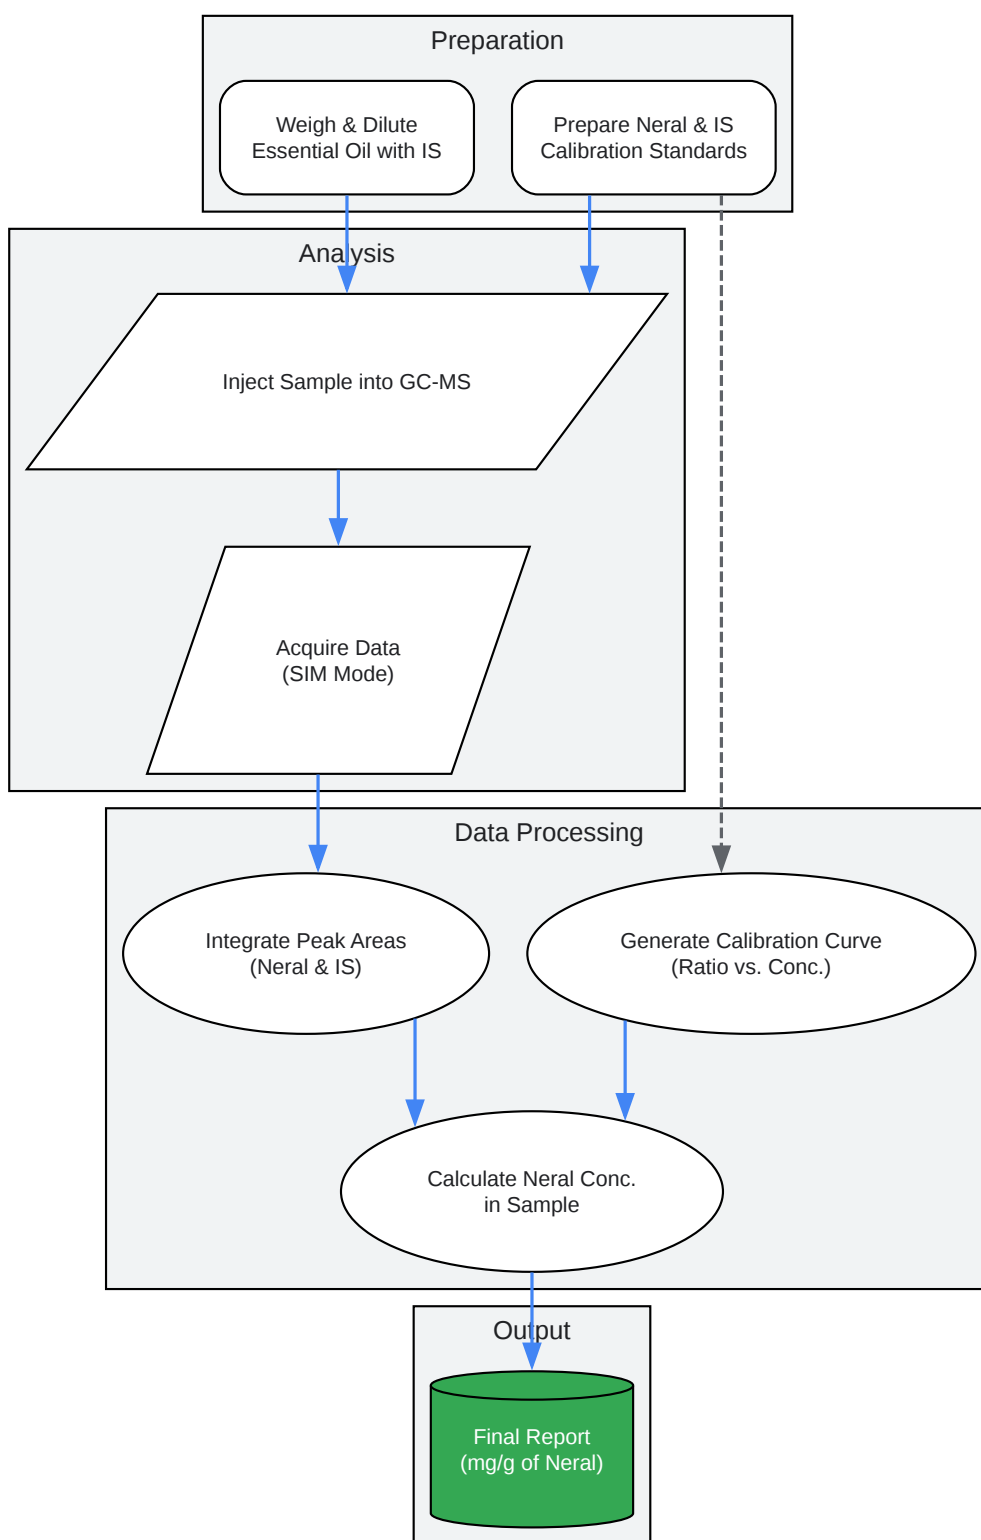 Preparation
Weigh & Dilute
Essential Oil with IS
Prepare Neral & IS
Calibration Standards
Analysis
Inject Sample into GC-MS
Acquire Data
(SIM Mode)
Data Processing
Integrate Peak Areas
(Neral & IS)
Generate Calibration Curve
(Ratio vs. Conc.)
Calculate Neral Conc.
in Sample
Output
Final Report
(mg/g of Neral)